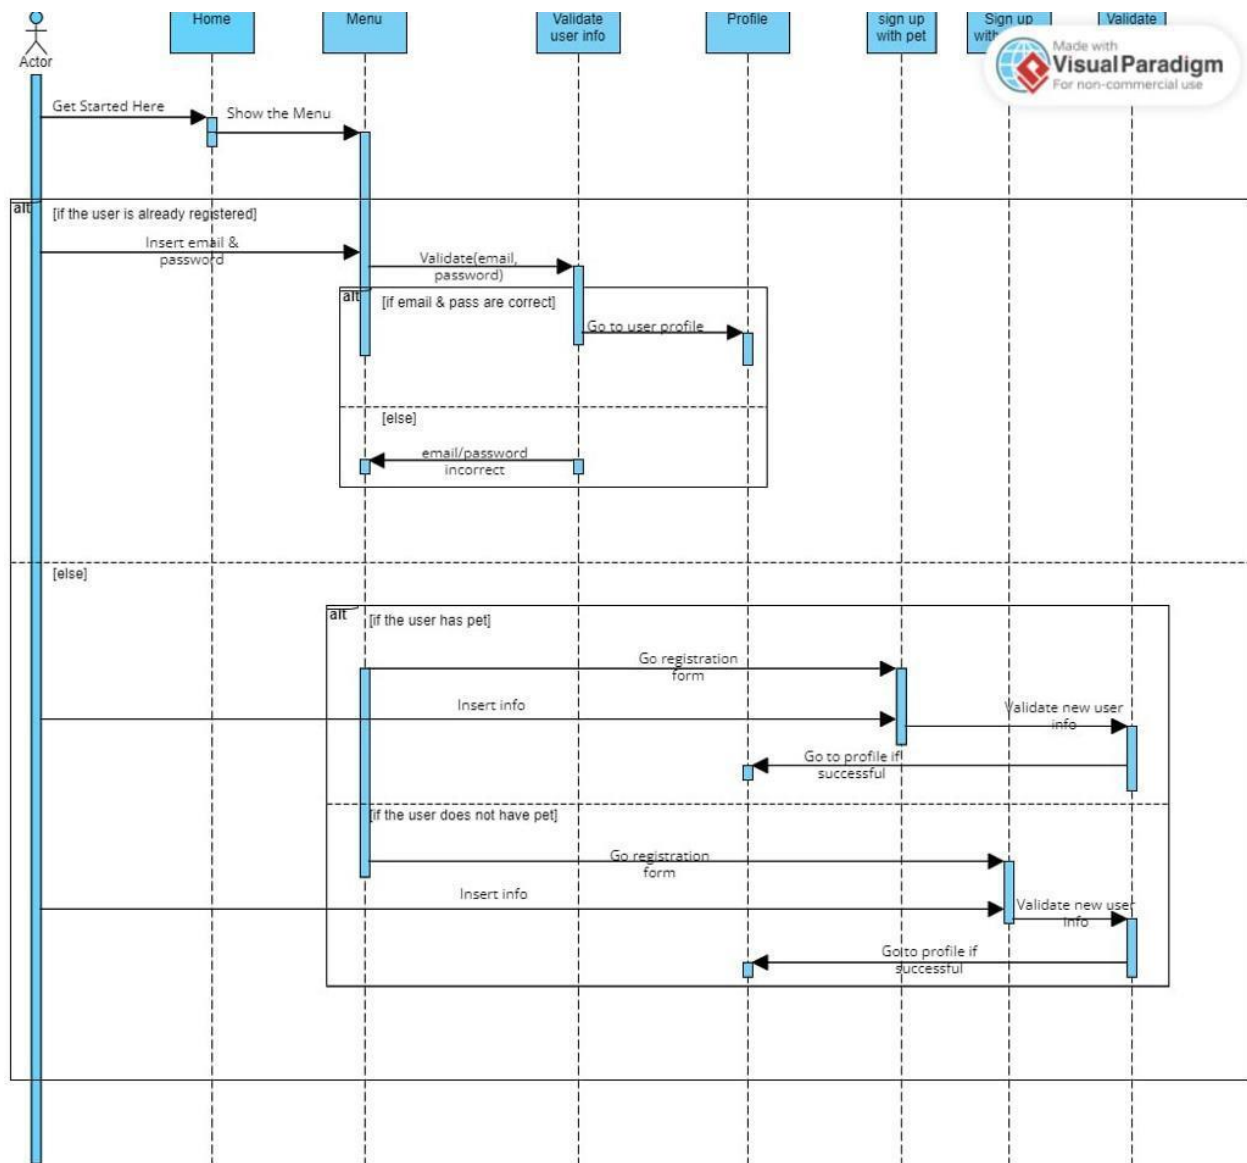 Home
Menu
Validate
user info
Profile
sign up
with pet
Sign up
with
Validate
Made with
Visual Paradigm
For non-commercial use
Actor
Get Started Here
Show the Menu
alt
[if the user is already registered]
Insert email &
password
Validate(email,
password)
alt
[if email & pass are correct]
Go to user profile
[else]
email/password
incorrect
[else]
alt
[if the user has pet]
Go registration
form
Insert info
Validate new user
info
Go to profile if
successful
[if the user does not have pet]
Go registration
form
Insert info
Validate new user
info
Go to profile if
successful